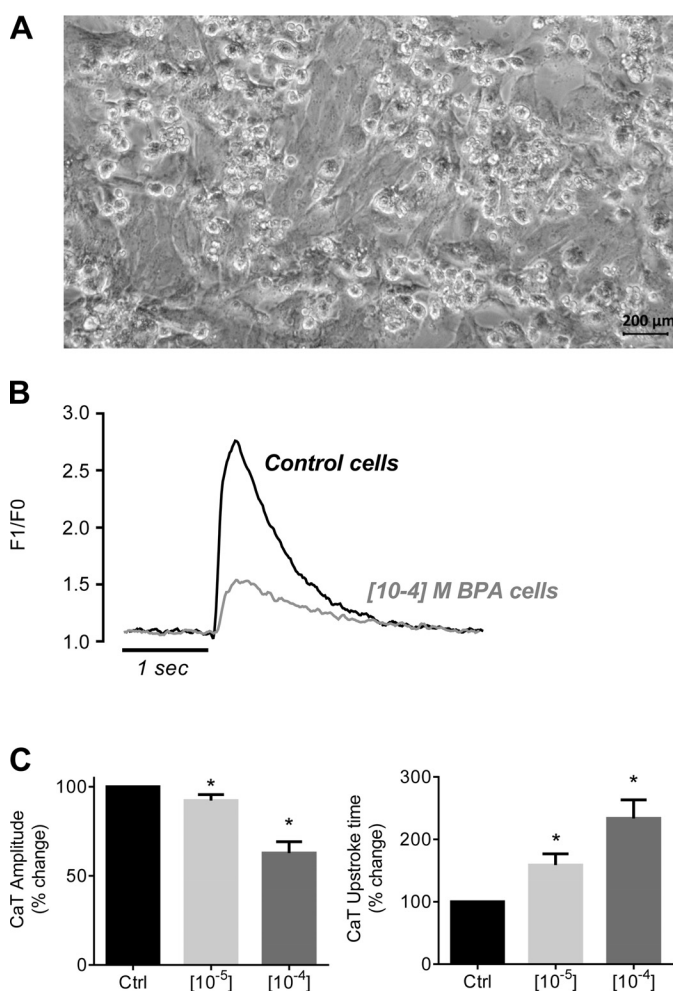 A
200 µm
B
3.0
2.5
2.0
1.5
1.0
F1/F0
Control cells
[10-4] M BPA cells
1 sec
C
100
50
0
CaT Amplitude
(% change)
*
*
Ctrl
[10⁻⁵]
[10⁻⁴]
300
200
100
0
CaT Upstroke time
(% change)
*
*
Ctrl
[10⁻⁵]
[10⁻⁴]